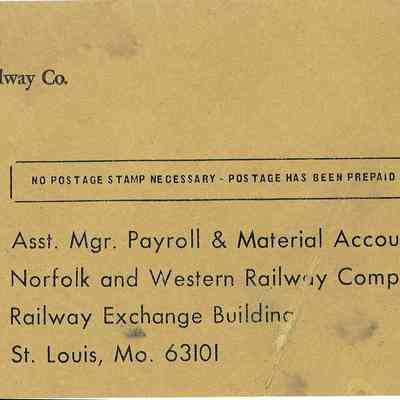 lway Co.
NO POSTAGE STAMP NECESSARY - POSTAGE HAS BEEN PREPAID
Asst. Mgr. Payroll & Material Accou
Norfolk and Western Railway Comp
Railway Exchange Building
St. Louis, Mo. 63101